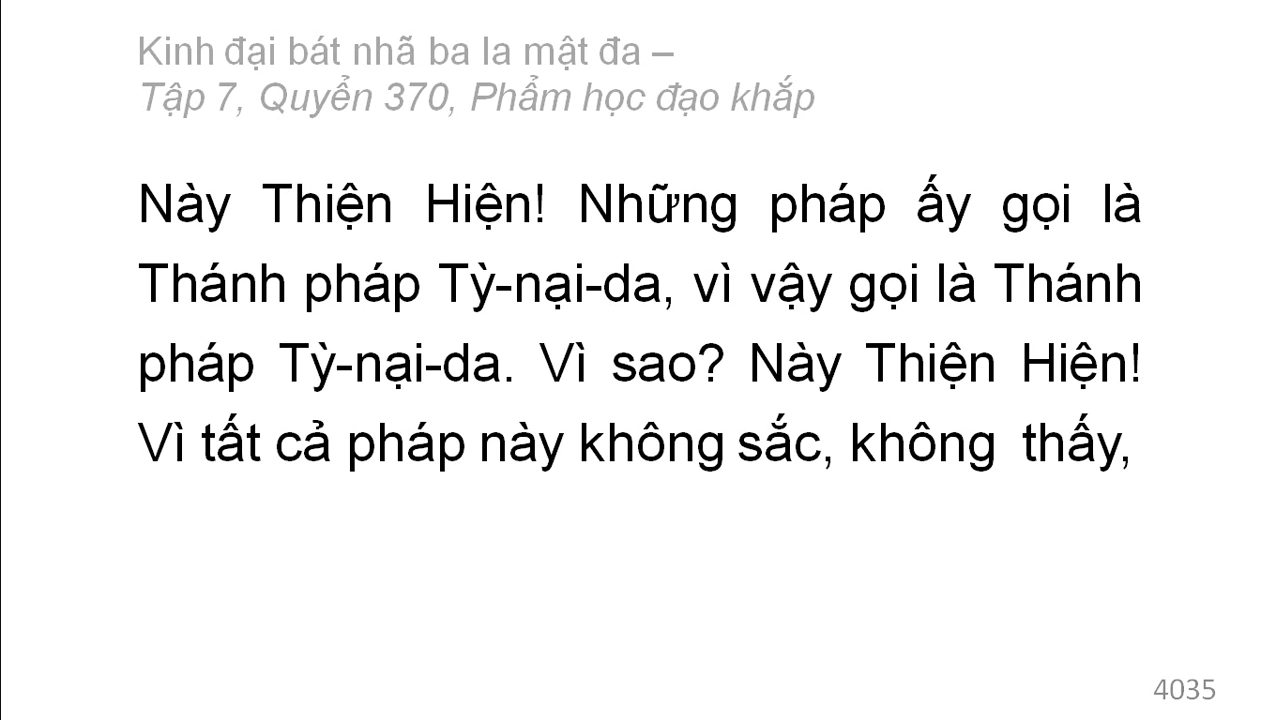 Kinh đại bát nhã ba la mật đa –
Tập 7, Quyển 370, Phẩm học đạo khắp
Này Thiện Hiện! Những pháp ấy gọi là
Thánh pháp Tỳ-nại-da, vì vậy gọi là Thánh
pháp Tỳ-nại-da. Vì sao? Này Thiện Hiện!
Vì tất cả pháp này không sắc, không thấy,
4035